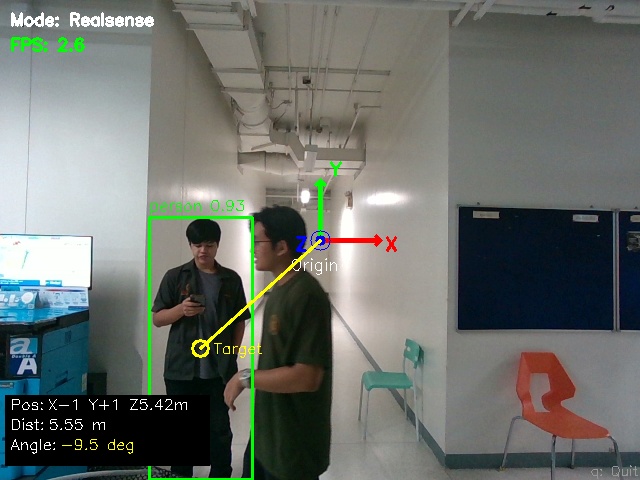 Mode: Realsense
FPS: 2.6
person 0.93
Y
Z
X
Origin
Target
a
A
Pos: X-1 Y+1 Z5.42m
Dist: 5.55 m
Angle: -9.5 deg
q: Quit